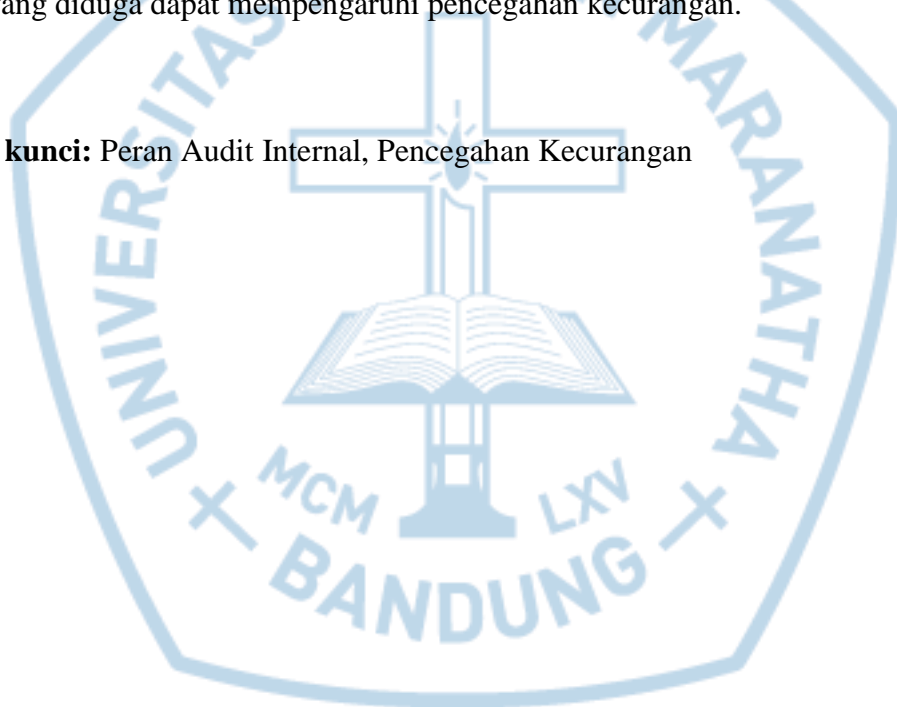 yang diduga dapat mempengaruhi pencegahan kecurangan.
kunci: Peran Audit Internal, Pencegahan Kecurangan
UNIVERSITAS
MARANATHA
MCM
LXV
BANDUNG